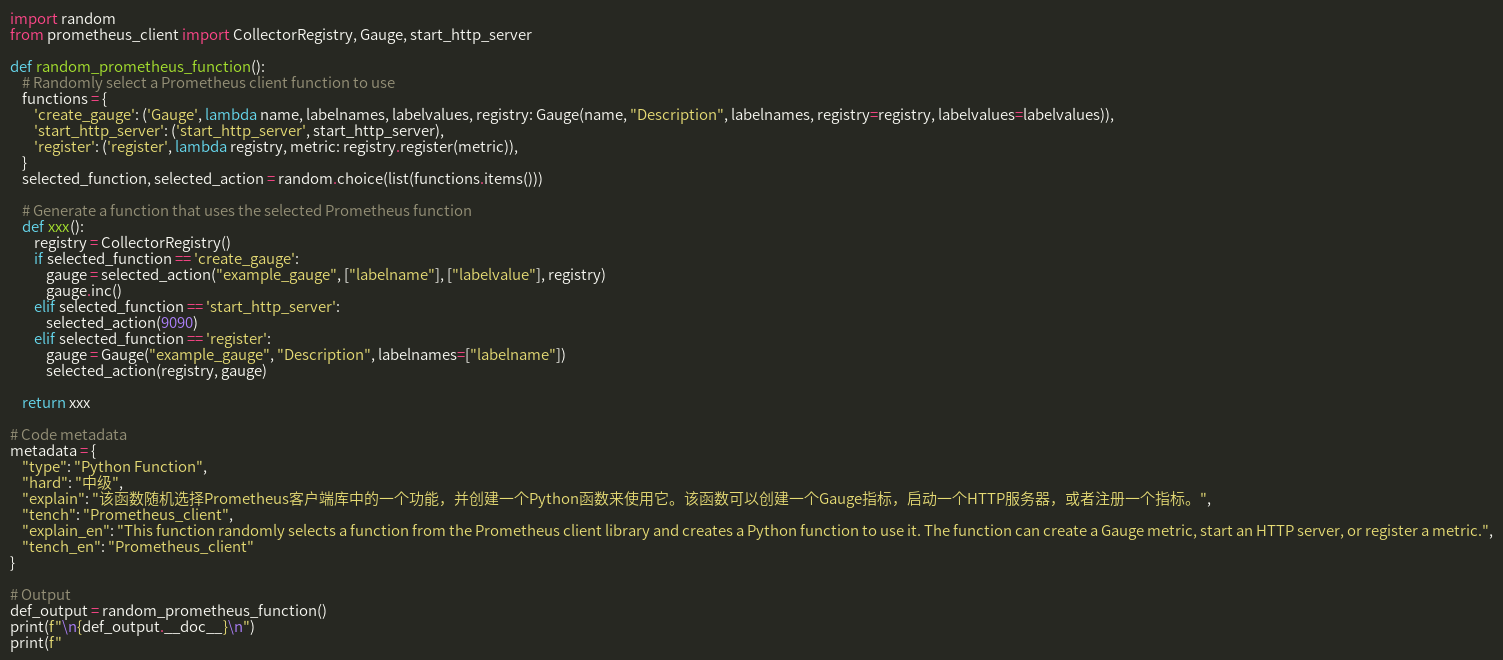 import random
from prometheus_client import CollectorRegistry, Gauge, start_http_server

def random_prometheus_function():
    # Randomly select a Prometheus client function to use
    functions = {
        'create_gauge': ('Gauge', lambda name, labelnames, labelvalues, registry: Gauge(name, "Description", labelnames, registry=registry, labelvalues=labelvalues)),
        'start_http_server': ('start_http_server', start_http_server),
        'register': ('register', lambda registry, metric: registry.register(metric)),
    }
    selected_function, selected_action = random.choice(list(functions.items()))

    # Generate a function that uses the selected Prometheus function
    def xxx():
        registry = CollectorRegistry()
        if selected_function == 'create_gauge':
            gauge = selected_action("example_gauge", ["labelname"], ["labelvalue"], registry)
            gauge.inc()
        elif selected_function == 'start_http_server':
            selected_action(9090)
        elif selected_function == 'register':
            gauge = Gauge("example_gauge", "Description", labelnames=["labelname"])
            selected_action(registry, gauge)

    return xxx

# Code metadata
metadata = {
    "type": "Python Function",
    "hard": "中级",
    "explain": "该函数随机选择Prometheus客户端库中的一个功能，并创建一个Python函数来使用它。该函数可以创建一个Gauge指标，启动一个HTTP服务器，或者注册一个指标。",
    "tench": "Prometheus_client",
    "explain_en": "This function randomly selects a function from the Prometheus client library and creates a Python function to use it. The function can create a Gauge metric, start an HTTP server, or register a metric.",
    "tench_en": "Prometheus_client"
}

# Output
def_output = random_prometheus_function()
print(f"\n{def_output.__doc__}\n")
print(f"